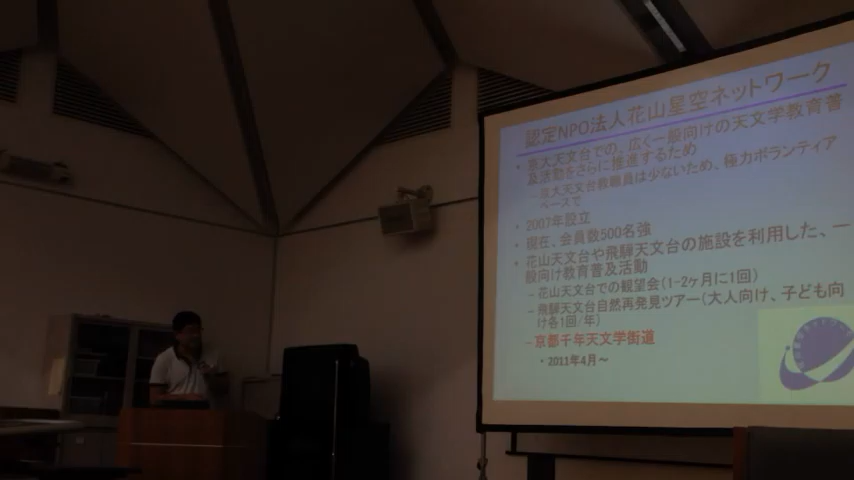 認定NPO法人花山星空ネットワーク
• 京大天文台での、広く一般向けの天文学教育普
及活動をさらに推進するため
– 京大天文台教職員は少ないため、極力ボランティア
ベースで
• 2007年設立
• 現在、会員数500名強
• 花山天文台や飛騨天文台の施設を利用した、一
般向け教育普及活動
– 花山天文台での観望会(1-2ヶ月に1回)
– 飛騨天文台自然再発見ツアー(大人向け、子ども向
け各1回/年)
– 京都千年天文学街道
• 2011年4月～